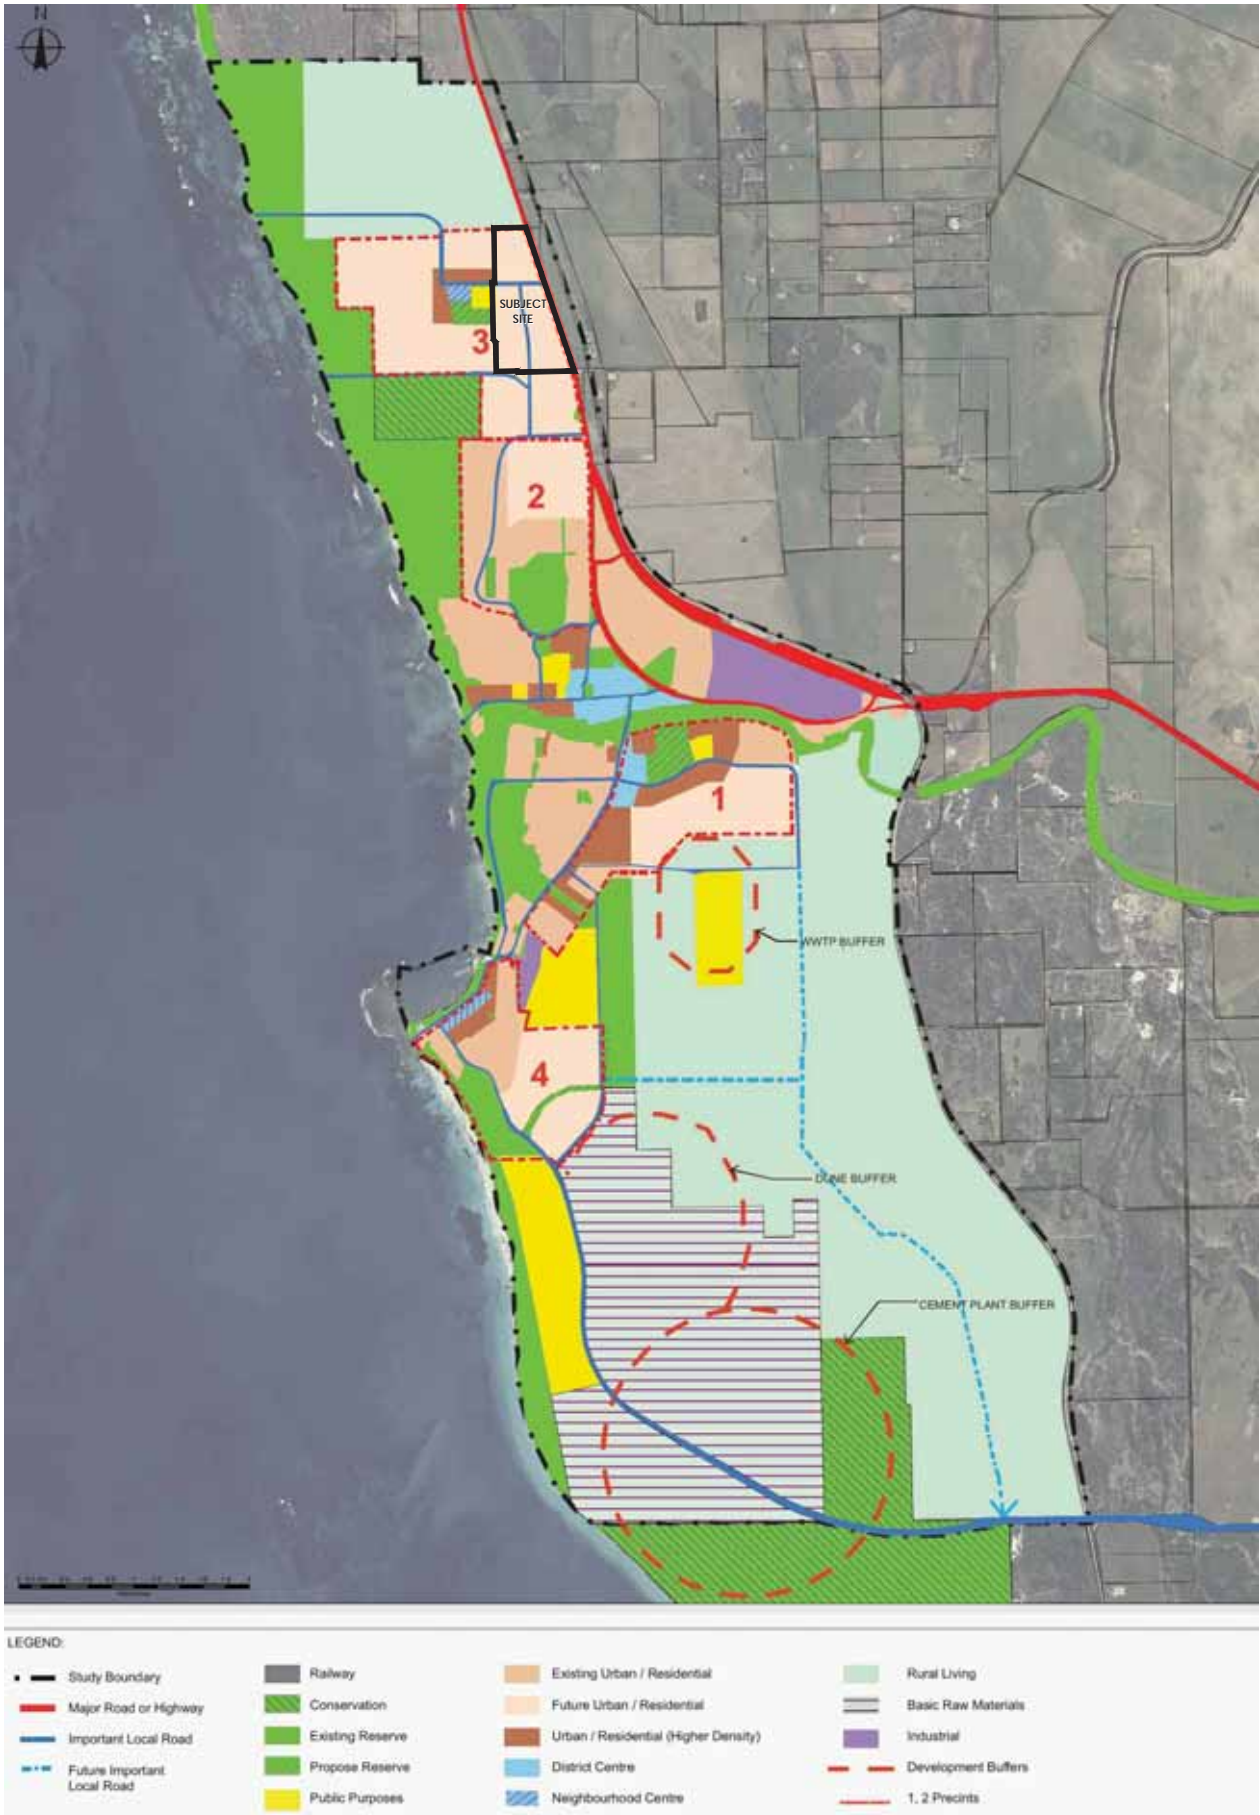 N
SUBJECT
SITE
3
2
1
WWTP BUFFER
4
DUNE BUFFER
CEMENT PLANT BUFFER
LEGEND:
Study Boundary
Major Road or Highway
Important Local Road
Future Important
Local Road
Railway
Conservation
Existing Reserve
Propose Reserve
Public Purposes
Existing Urban / Residential
Future Urban / Residential
Urban / Residential (Higher Density)
District Centre
Neighbourhood Centre
Rural Living
Basic Raw Materials
Industrial
Development Buffers
1, 2 Precints